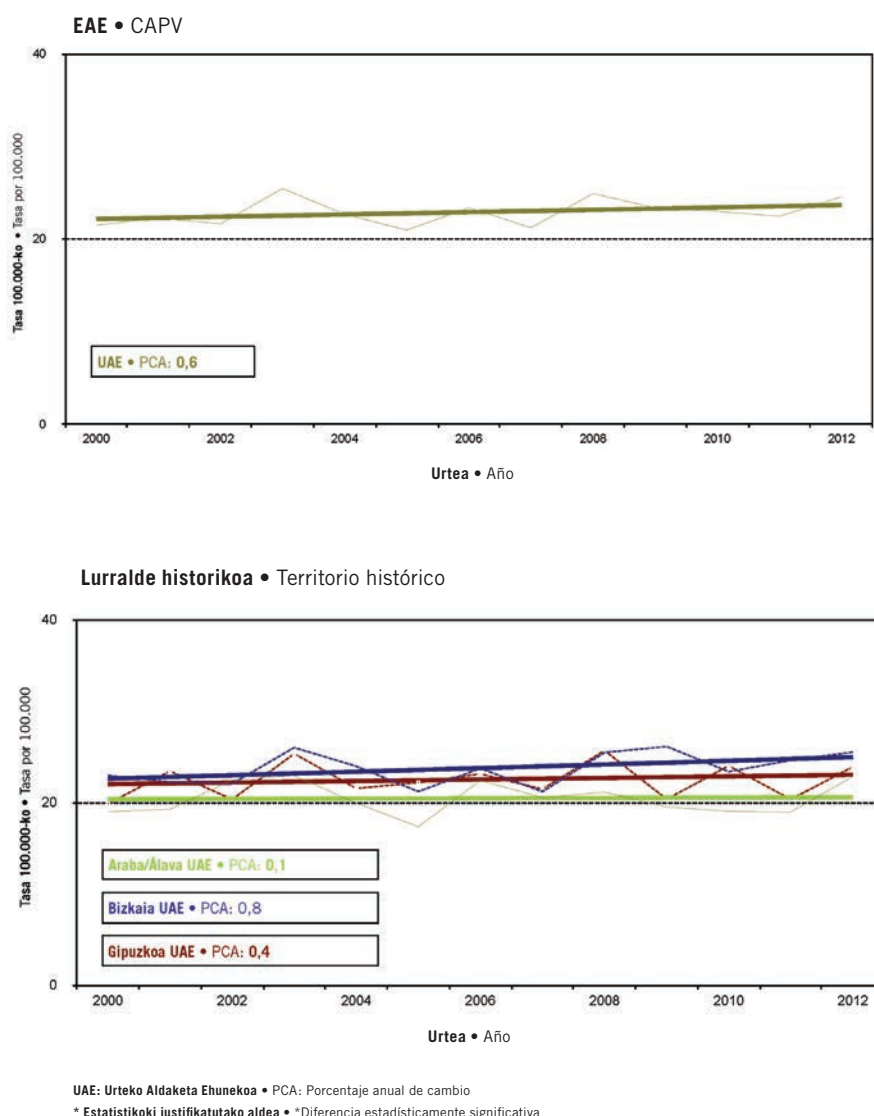 EAE • CAPV
40
20
0
Tasa 100.000-ko • Tasa por 100.000
UAE • PCA: 0,6
2000 2002 2004 2006 2008 2010 2012
Urtea • Año
Lurralde historikoa • Territorio histórico
40
20
0
Tasa 100.000-ko • Tasa por 100.000
Araba/Álava UAE • PCA: 0,1
Bizkaia UAE • PCA: 0,8
Gipuzkoa UAE • PCA: 0,4
2000 2002 2004 2006 2008 2010 2012
Urtea • Año
UAE: Urteko Aldaketa Ehunekoa • PCA: Porcentaje anual de cambio
* Estatistikoki justifikatutako aldea • *Diferencia estadísticamente significativa